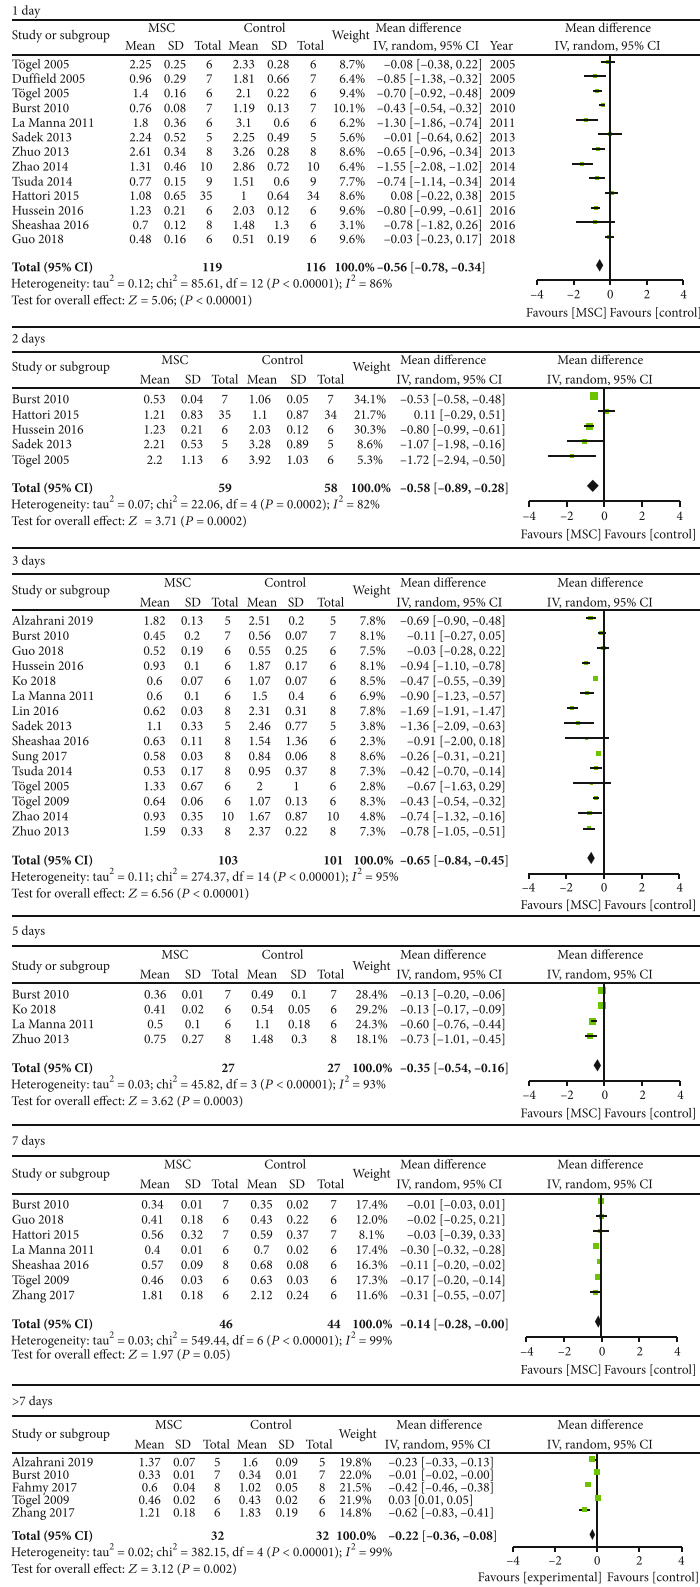 1 day
Study or subgroup MSC Control Weight Mean difference Mean difference
Mean SD Total Mean SD Total IV, random, 95% CI Year IV, random, 95% CI
Tögel 2005 2.25 0.25 6 2.33 0.28 6 8.7% –0.08 [–0.38, 0.22] 2005
Duffield 2005 0.96 0.29 7 1.81 0.66 7 6.4% –0.85 [–1.38, –0.32] 2005
Tögel 2005 1.4 0.16 6 2.1 0.22 6 9.4% –0.70 [–0.92, –0.48] 2009
Burst 2010 0.76 0.08 7 1.19 0.13 7 10.1% –0.43 [–0.54, –0.32] 2010
La Manna 2011 1.8 0.36 6 3.1 0.6 6 6.2% –1.30 [–1.86, –0.74] 2011
Sadek 2013 2.24 0.52 5 2.25 0.49 5 5.6% –0.01 [–0.64, 0.62] 2013
Zhuo 2013 2.61 0.34 8 3.26 0.28 8 8.6% –0.65 [–0.96, –0.34] 2013
Zhao 2014 1.31 0.46 10 2.86 0.72 10 6.4% –1.55 [–2.08, –1.02] 2014
Tsuda 2014 0.77 0.15 9 1.51 0.6 9 7.7% –0.74 [–1.14, –0.34] 2014
Hattori 2015 1.08 0.65 35 1 0.64 34 8.7% 0.08 [–0.22, 0.38] 2015
Hussein 2016 1.23 0.21 6 2.03 0.12 6 9.6% –0.80 [–0.99, –0.61] 2016
Sheashaa 2016 0.7 0.12 8 1.48 1.3 6 3.1% –0.78 [–1.82, 0.26] 2016
Guo 2018 0.48 0.16 6 0.51 0.19 6 9.6% –0.03 [–0.23, 0.17] 2018
Total (95% CI) 119 116 100.0% –0.56 [–0.78, –0.34]
Heterogeneity: tau2 = 0.12; chi2 = 85.61, df = 12 (P < 0.00001); I2 = 86%
Test for overall effect: Z = 5.06; (P < 0.00001)
–4 –2 0 2 4
Favours [MSC] Favours [control]
2 days
Study or subgroup MSC Control Weight Mean difference Mean difference
Mean SD Total Mean SD Total IV, random, 95% CI IV, random, 95% CI
Burst 2010 0.53 0.04 7 1.06 0.05 7 34.1% –0.53 [–0.58, –0.48]
Hattori 2015 1.21 0.83 35 1.1 0.87 34 21.7% 0.11 [–0.29, 0.51]
Hussein 2016 1.23 0.21 6 2.03 0.12 6 30.3% –0.80 [–0.99, –0.61]
Sadek 2013 2.21 0.53 5 3.28 0.89 5 8.6% –1.07 [–1.98, –0.16]
Tögel 2005 2.2 1.13 6 3.92 1.03 6 5.3% –1.72 [–2.94, –0.50]
Total (95% CI) 59 58 100.0% –0.58 [–0.89, –0.28]
Heterogeneity: tau2 = 0.07; chi2 = 22.06, df = 4 (P = 0.0002); I2 = 82%
Test for overall effect: Z = 3.71 (P = 0.0002)
–4 –2 0 2 4
Favours [MSC] Favours [control]
3 days
Study or subgroup MSC Control Weight Mean difference Mean difference
Mean SD Total Mean SD Total IV, random, 95% CI IV, random, 95% CI
Alzahrani 2019 1.82 0.13 5 2.51 0.2 5 7.8% –0.69 [–0.90, –0.48]
Burst 2010 0.45 0.2 7 0.56 0.07 7 8.1% –0.11 [–0.27, 0.05]
Guo 2018 0.52 0.19 6 0.55 0.25 6 7.5% –0.03 [–0.28, 0.22]
Hussein 2016 0.93 0.1 6 1.87 0.17 6 8.1% –0.94 [–1.10, –0.78]
Ko 2018 0.6 0.07 6 1.07 0.07 6 8.5% –0.47 [–0.55, –0.39]
La Manna 2011 0.6 0.1 6 1.5 0.4 6 6.9% –0.90 [–1.23, –0.57]
Lin 2016 0.62 0.03 8 2.31 0.31 8 7.7% –1.69 [–1.91, –1.47]
Sadek 2013 1.1 0.33 5 2.46 0.77 5 3.8% –1.36 [–2.09, –0.63]
Sheashaa 2016 0.63 0.11 8 1.54 1.36 6 2.3% –0.91 [–2.00, 0.18]
Sung 2017 0.58 0.03 8 0.84 0.06 8 8.6% –0.26 [–0.31, –0.21]
Tsuda 2014 0.53 0.17 8 0.95 0.37 8 7.3% –0.42 [–0.70, –0.14]
Tögel 2005 1.33 0.67 6 2 1 6 2.8% –0.67 [–1.63, 0.29]
Tögel 2009 0.64 0.06 6 1.07 0.13 6 8.4% –0.43 [–0.54, –0.32]
Zhao 2014 0.93 0.35 10 1.67 0.87 10 4.8% –0.74 [–1.32, –0.16]
Zhuo 2013 1.59 0.33 8 2.37 0.22 8 7.3% –0.78 [–1.05, –0.51]
Total (95% CI) 103 101 100.0% –0.65 [–0.84, –0.45]
Heterogeneity: tau2 = 0.11; chi2 = 274.37, df = 14 (P < 0.00001); I2 = 95%
Test for overall effect: Z = 6.56 (P < 0.00001)
–4 –2 0 2 4
Favours [MSC] Favours [control]
5 days
Study or subgroup MSC Control Weight Mean difference Mean difference
Mean SD Total Mean SD Total IV, random, 95% CI IV, random, 95% CI
Burst 2010 0.36 0.01 7 0.49 0.1 7 28.4% –0.13 [–0.20, –0.06]
Ko 2018 0.41 0.02 6 0.54 0.05 6 29.2% –0.13 [–0.17, –0.09]
La Manna 2011 0.5 0.1 6 1.1 0.18 6 24.3% –0.60 [–0.76, –0.44]
Zhuo 2013 0.75 0.27 8 1.48 0.3 8 18.1% –0.73 [–1.01, –0.45]
Total (95% CI) 27 27 100.0% –0.35 [–0.54, –0.16]
Heterogeneity: tau2 = 0.03; chi2 = 45.82, df = 3 (P < 0.00001); I2 = 93%
Test for overall effect: Z = 3.62 (P = 0.0003)
–4 –2 0 2 4
Favours [MSC] Favours [control]
7 days
Study or subgroup MSC Control Weight Mean difference Mean difference
Mean SD Total Mean SD Total IV, random, 95% CI IV, random, 95% CI
Burst 2010 0.34 0.01 7 0.35 0.02 7 17.4% –0.01 [–0.03, 0.01]
Guo 2018 0.41 0.18 6 0.43 0.22 6 12.0% –0.02 [–0.25, 0.21]
Hattori 2015 0.56 0.32 7 0.59 0.37 7 8.1% –0.03 [–0.39, 0.33]
La Manna 2011 0.4 0.01 6 0.7 0.02 6 17.4% –0.30 [–0.32, –0.28]
Sheashaa 2016 0.57 0.09 8 0.68 0.08 6 16.3% –0.11 [–0.20, –0.02]
Tögel 2009 0.46 0.03 6 0.63 0.03 6 17.3% –0.17 [–0.20, –0.14]
Zhang 2017 1.81 0.18 6 2.12 0.24 6 11.6% –0.31 [–0.55, –0.07]
Total (95% CI) 46 44 100.0% –0.14 [–0.28, –0.00]
Heterogeneity: tau2 = 0.03; chi2 = 549.44, df = 6 (P < 0.00001); I2 = 99%
Test for overall effect: Z = 1.97 (P = 0.05)
–4 –2 0 2 4
Favours [MSC] Favours [control]
>7 days
Study or subgroup MSC Control Weight Mean difference Mean difference
Mean SD Total Mean SD Total IV, random, 95% CI IV, random, 95% CI
Alzahrani 2019 1.37 0.07 5 1.6 0.09 5 19.8% –0.23 [–0.33, –0.13]
Burst 2010 0.33 0.01 7 0.34 0.01 7 22.0% –0.01 [–0.02, –0.00]
Fahmy 2017 0.6 0.04 8 1.02 0.05 8 21.6% –0.42 [–0.46, –0.38]
Tögel 2009 0.46 0.02 6 0.43 0.02 6 21.9% 0.03 [0.01, 0.05]
Zhang 2017 1.21 0.18 6 1.83 0.19 6 14.8% –0.62 [–0.83, –0.41]
Total (95% CI) 32 32 100.0% –0.22 [–0.36, –0.08]
Heterogeneity: tau2 = 0.02; chi2 = 382.15, df = 4 (P < 0.00001); I2 = 99%
Test for overall effect: Z = 3.12 (P = 0.002)
–4 –2 0 2 4
Favours [experimental] Favours [control]